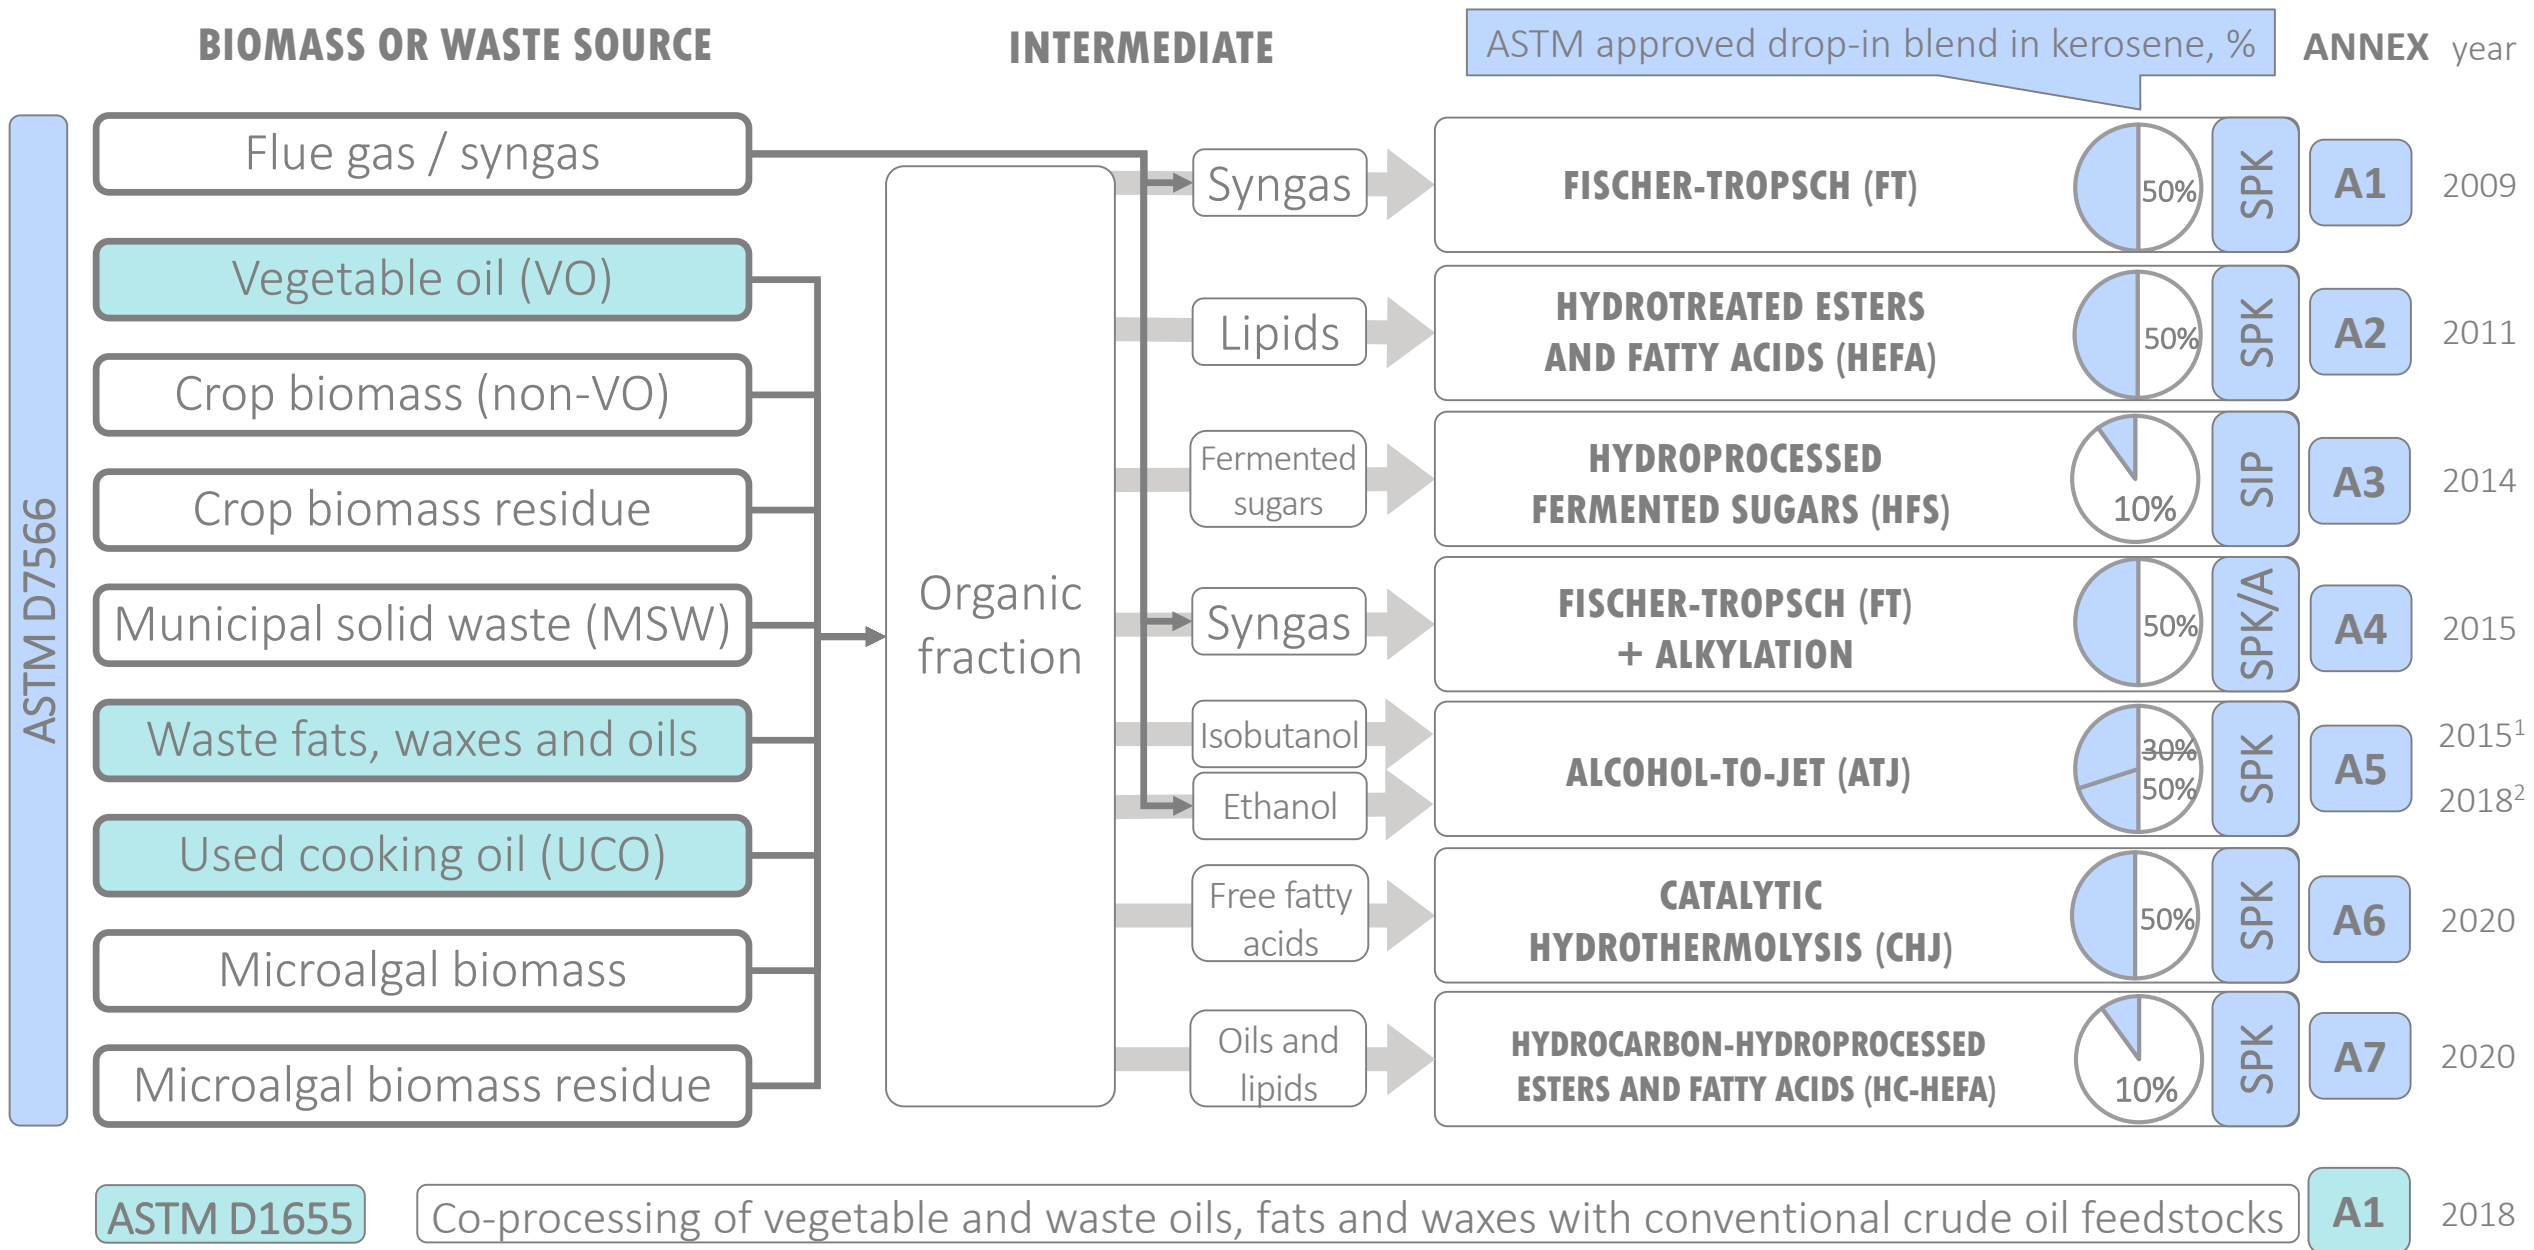 BIOMASS OR WASTE SOURCE
INTERMEDIATE
ASTM approved drop-in blend in kerosene, %
ANNEX year
ASTM D7566
Flue gas / syngas
Vegetable oil (VO)
Crop biomass (non-VO)
Crop biomass residue
Municipal solid waste (MSW)
Waste fats, waxes and oils
Used cooking oil (UCO)
Microalgal biomass
Microalgal biomass residue
Organic
fraction
Syngas
FISCHER-TROPSCH (FT)
50%
SPK
A1
2009
Lipids
HYDROTREATED ESTERS
AND FATTY ACIDS (HEFA)
50%
SPK
A2
2011
Fermented
sugars
HYDROPROCESSED
FERMENTED SUGARS (HFS)
10%
SIP
A3
2014
Syngas
FISCHER-TROPSCH (FT)
+ ALKYLATION
50%
SPK/A
A4
2015
Isobutanol
Ethanol
ALCOHOL-TO-JET (ATJ)
30%
50%
SPK
A5
2015¹
2018²
Free fatty
acids
CATALYTIC
HYDROTHERMOLYSIS (CHJ)
50%
SPK
A6
2020
Oils and
lipids
HYDROCARBON-HYDROPROCESSED
ESTERS AND FATTY ACIDS (HC-HEFA)
10%
SPK
A7
2020
ASTM D1655
Co-processing of vegetable and waste oils, fats and waxes with conventional crude oil feedstocks
A1
2018